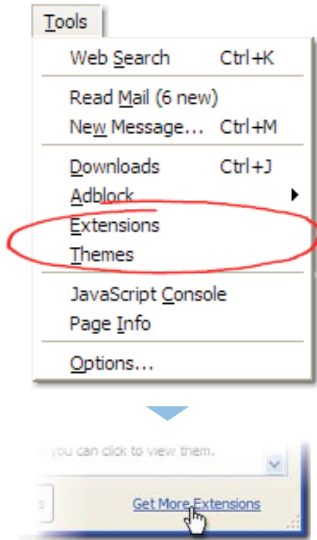 Tools
Web Search Ctrl+K
Read Mail (6 new)
New Message... Ctrl+M
Downloads Ctrl+J
Adblock
Extensions
Themes
JavaScript Console
Page Info
Options...
you can click to view them.
Get More Extensions